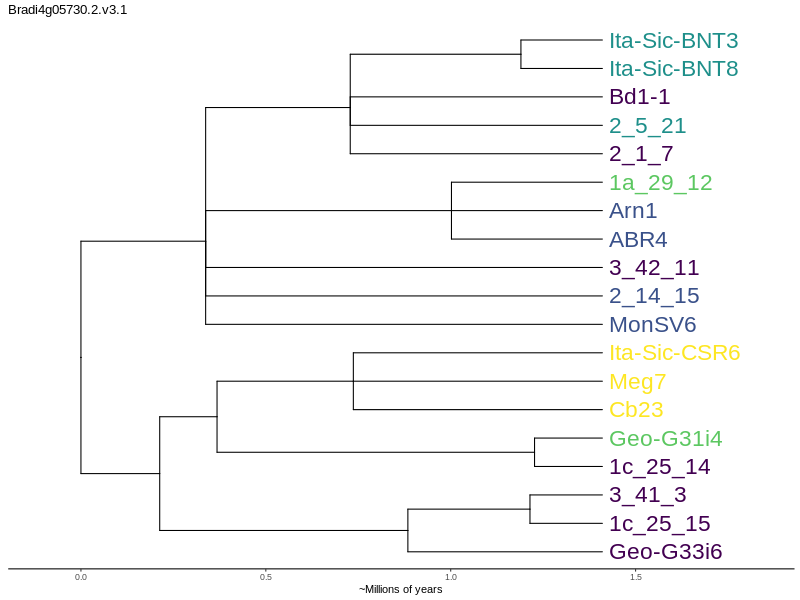 Bradi4g05730.2.v3.1
Ita-Sic-BNT3
Ita-Sic-BNT8
Bd1-1
2_5_21
2_1_7
1a_29_12
Arn1
ABR4
3_42_11
2_14_15
MonSV6
Ita-Sic-CSR6
Meg7
Cb23
Geo-G31i4
1c_25_14
3_41_3
1c_25_15
Geo-G33i6
0.0 0.5 1.0 1.5
~Millions of years